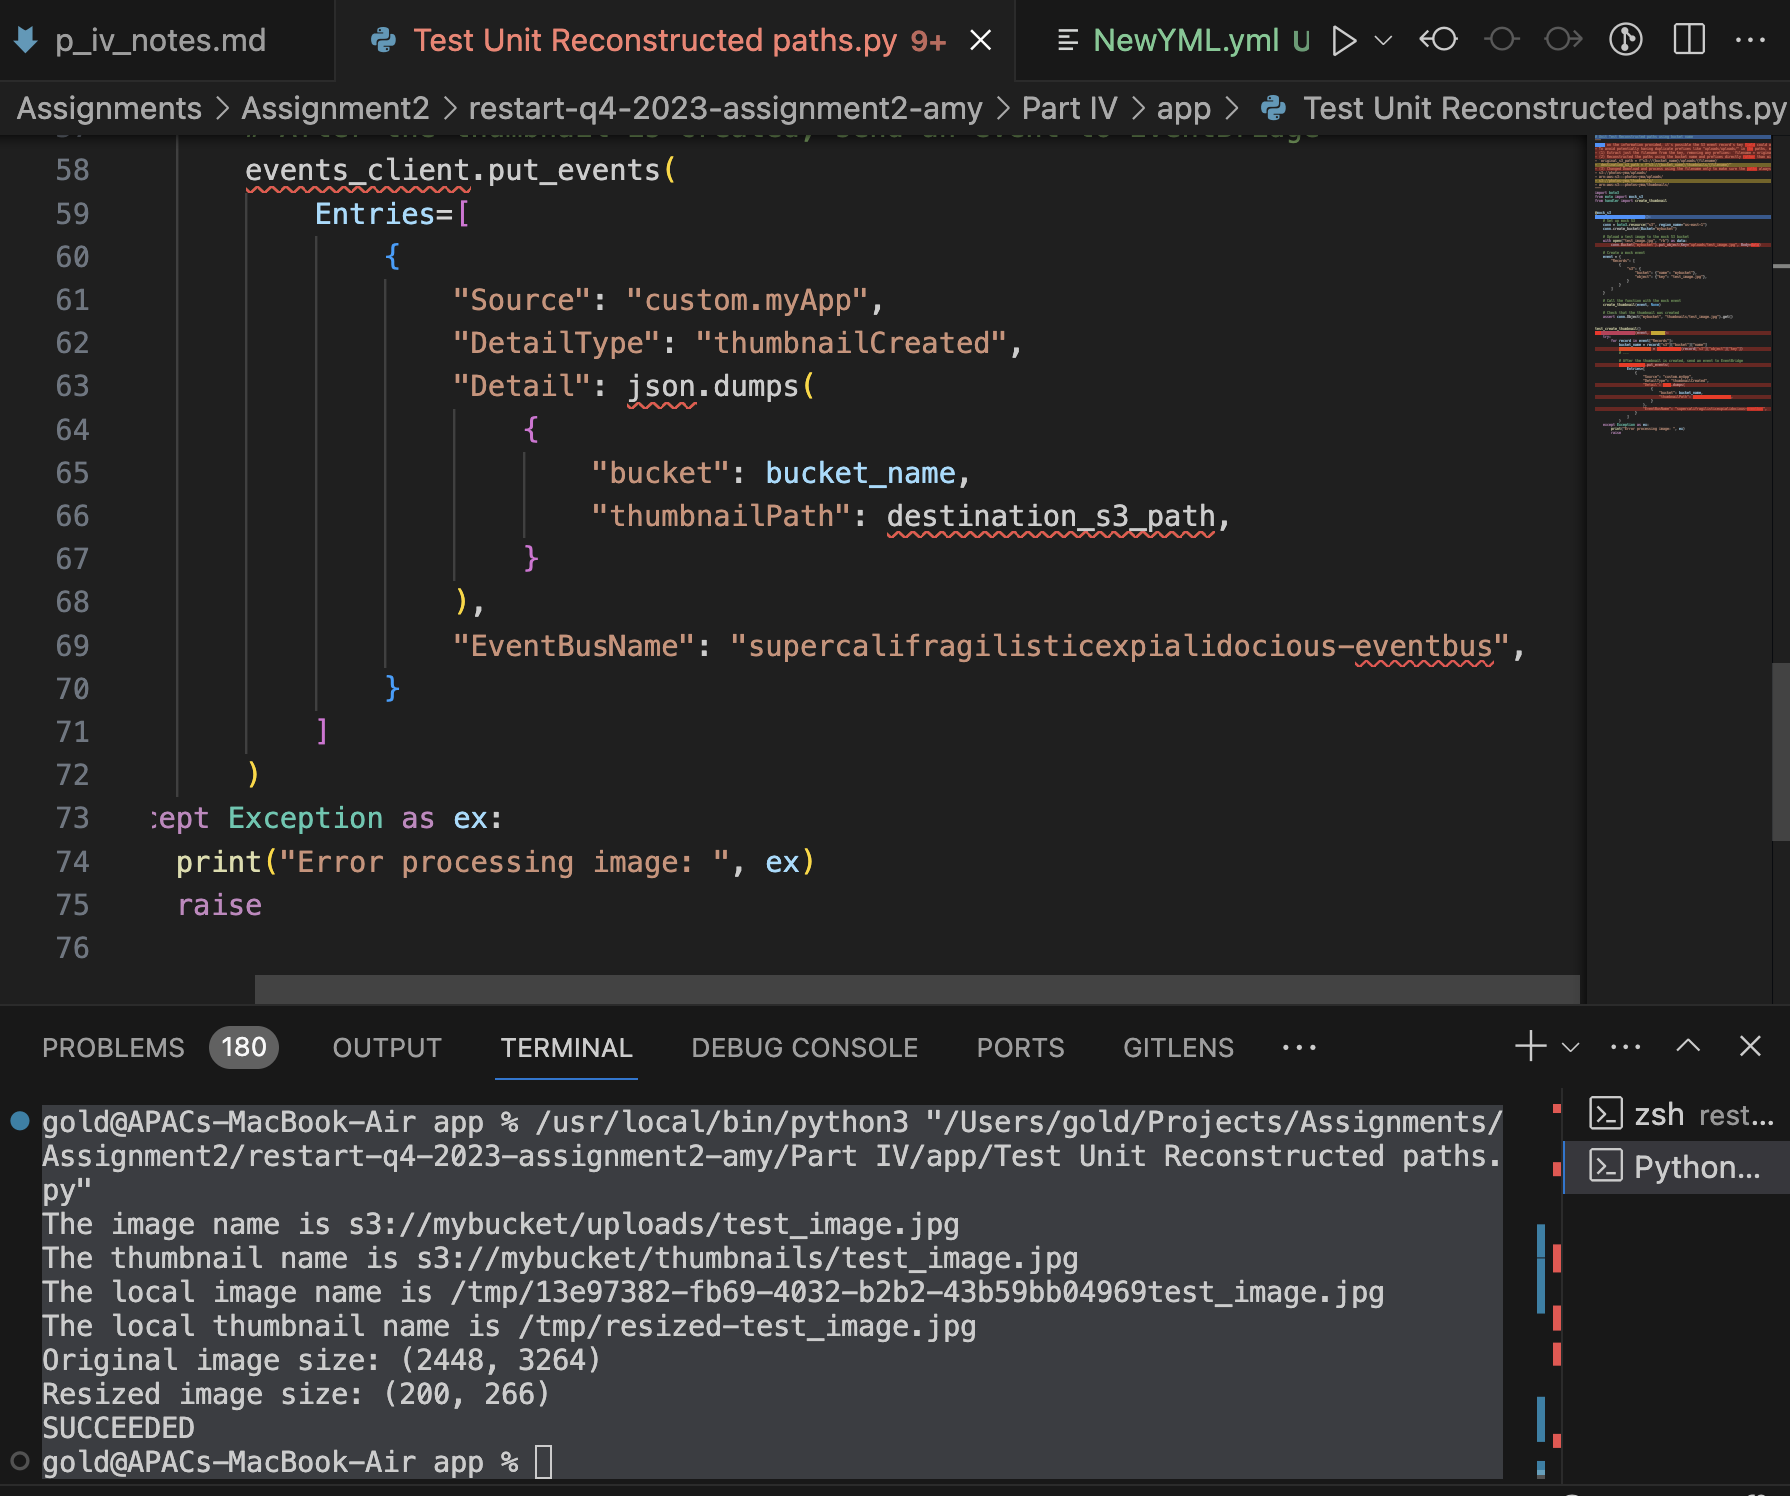 p_iv_notes.md
Test Unit Reconstructed paths.py 9+
NewYML.yml U
Assignments > Assignment2 > restart-q4-2023-assignment2-amy > Part IV > app > Test Unit Reconstructed paths.py
58 events_client.put_events(
59 Entries=[
60 {
61 "Source": "custom.myApp",
62 "DetailType": "thumbnailCreated",
63 "Detail": json.dumps(
64 {
65 "bucket": bucket_name,
66 "thumbnailPath": destination_s3_path,
67 }
68 ),
69 "EventBusName": "supercalifragilisticexpialidocious-eventbus",
70 }
71 ]
72 )
73 cept Exception as ex:
74 print("Error processing image: ", ex)
75 raise
76
PROBLEMS 180 OUTPUT TERMINAL DEBUG CONSOLE PORTS GITLENS ...
gold@APACs-MacBook-Air app % /usr/local/bin/python3 "/Users/gold/Projects/Assignments/
Assignment2/restart-q4-2023-assignment2-amy/Part IV/app/Test Unit Reconstructed paths.
py"
The image name is s3://mybucket/uploads/test_image.jpg
The thumbnail name is s3://mybucket/thumbnails/test_image.jpg
The local image name is /tmp/13e97382-fb69-4032-b2b2-43b59bb04969test_image.jpg
The local thumbnail name is /tmp/resized-test_image.jpg
Original image size: (2448, 3264)
Resized image size: (200, 266)
SUCCEEDED
gold@APACs-MacBook-Air app %
zsh rest...
Python...